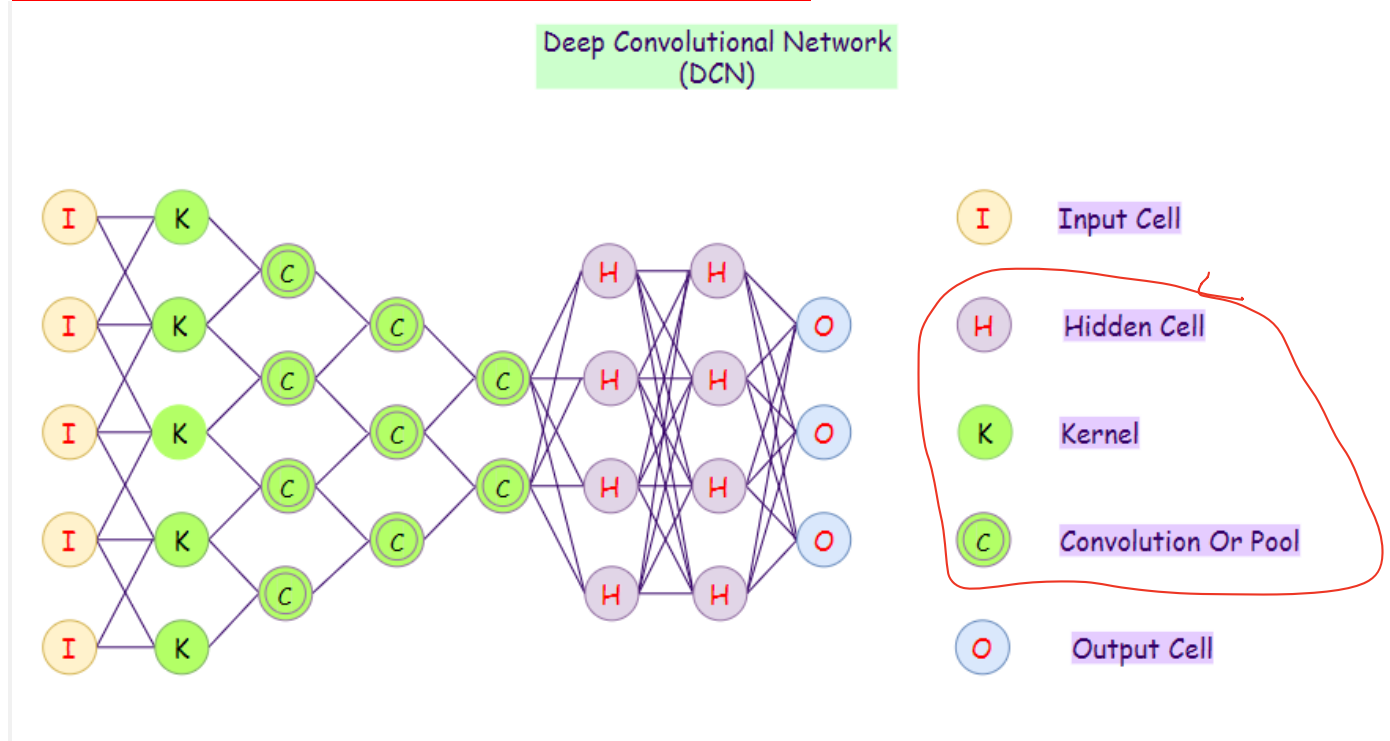 Deep Convolutional Network
(DCN)
I K
C
H H
I K
C
O
C
H H
I K
C
O
C
H H
I K
C
O
C
H H
I K
I Input Cell
H Hidden Cell
K Kernel
C Convolution Or Pool
O Output Cell